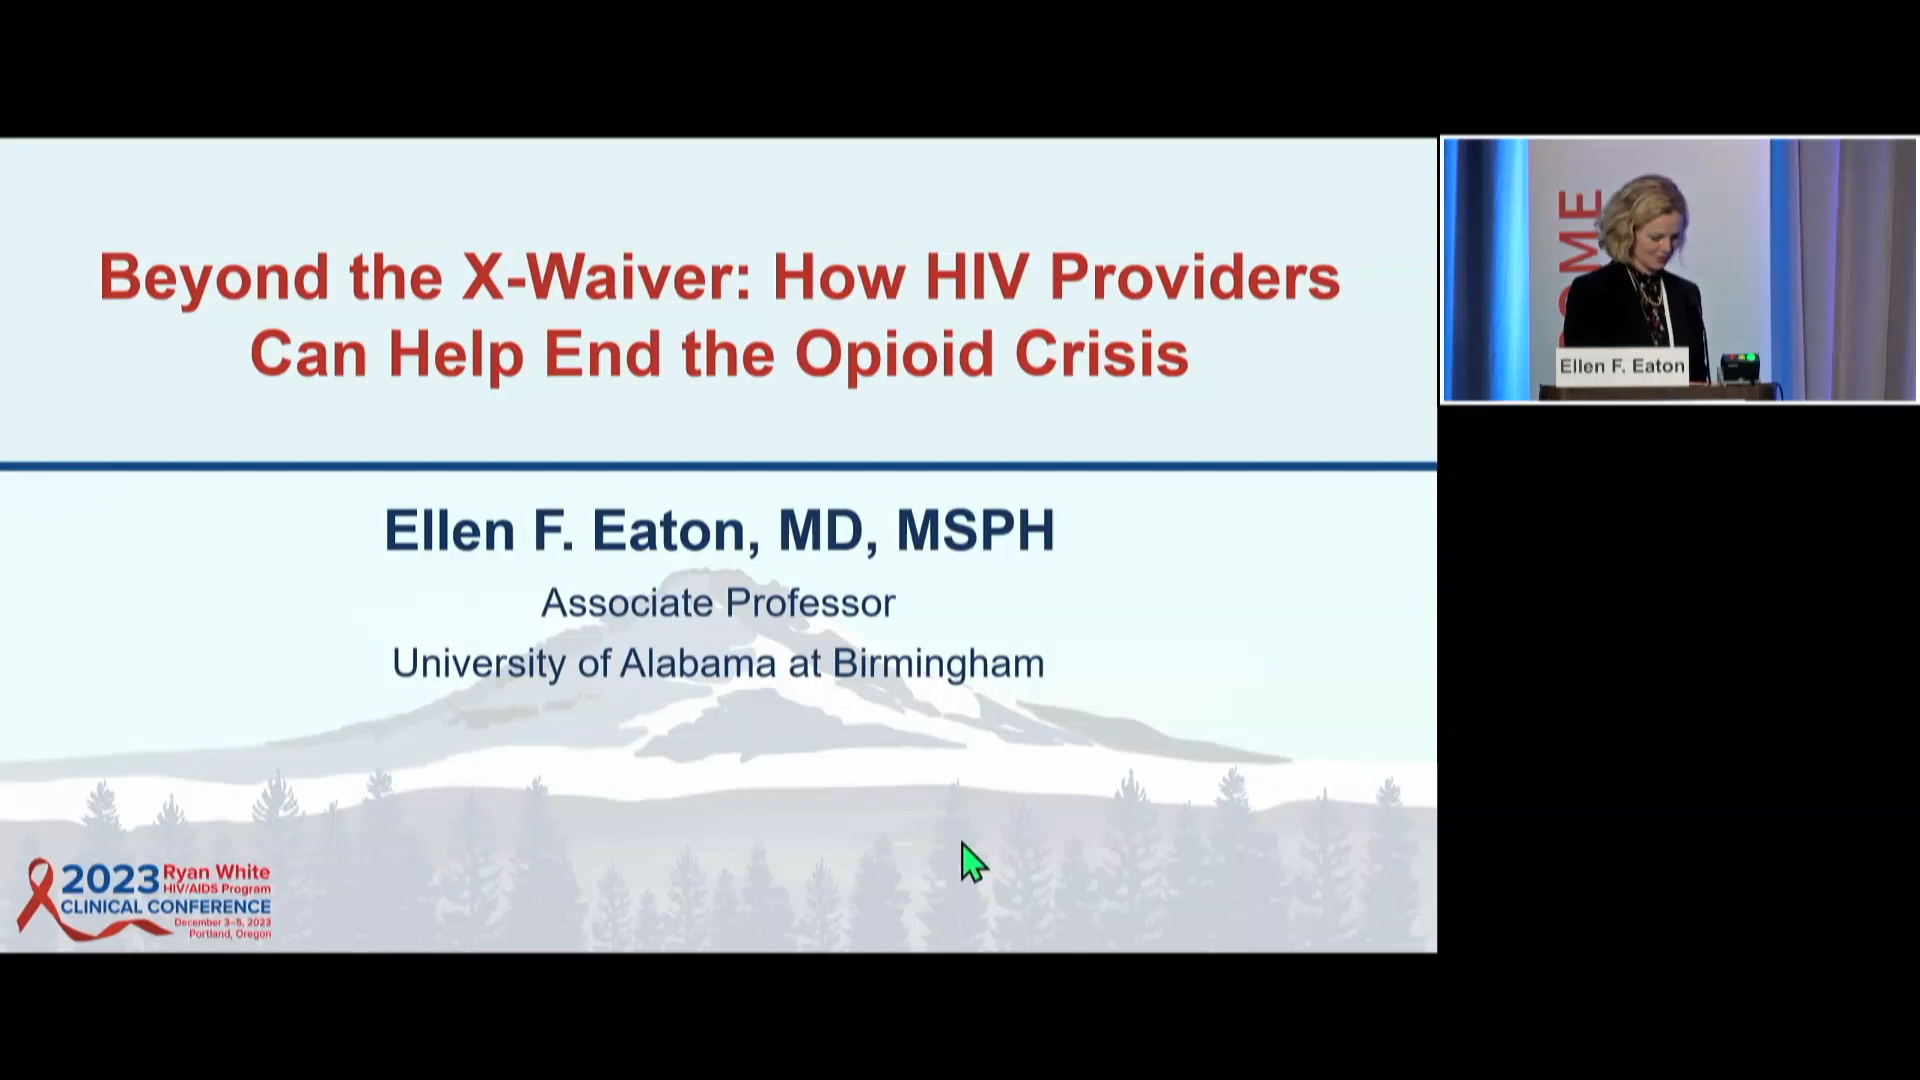 Beyond the X-Waiver: How HIV Providers
Can Help End the Opioid Crisis
Ellen F. Eaton, MD, MSPH
Associate Professor
University of Alabama at Birmingham
2023 Ryan White
HIV/AIDS Program
CLINICAL CONFERENCE
December 3–5, 2023
Portland, Oregon
Ellen F. Eaton